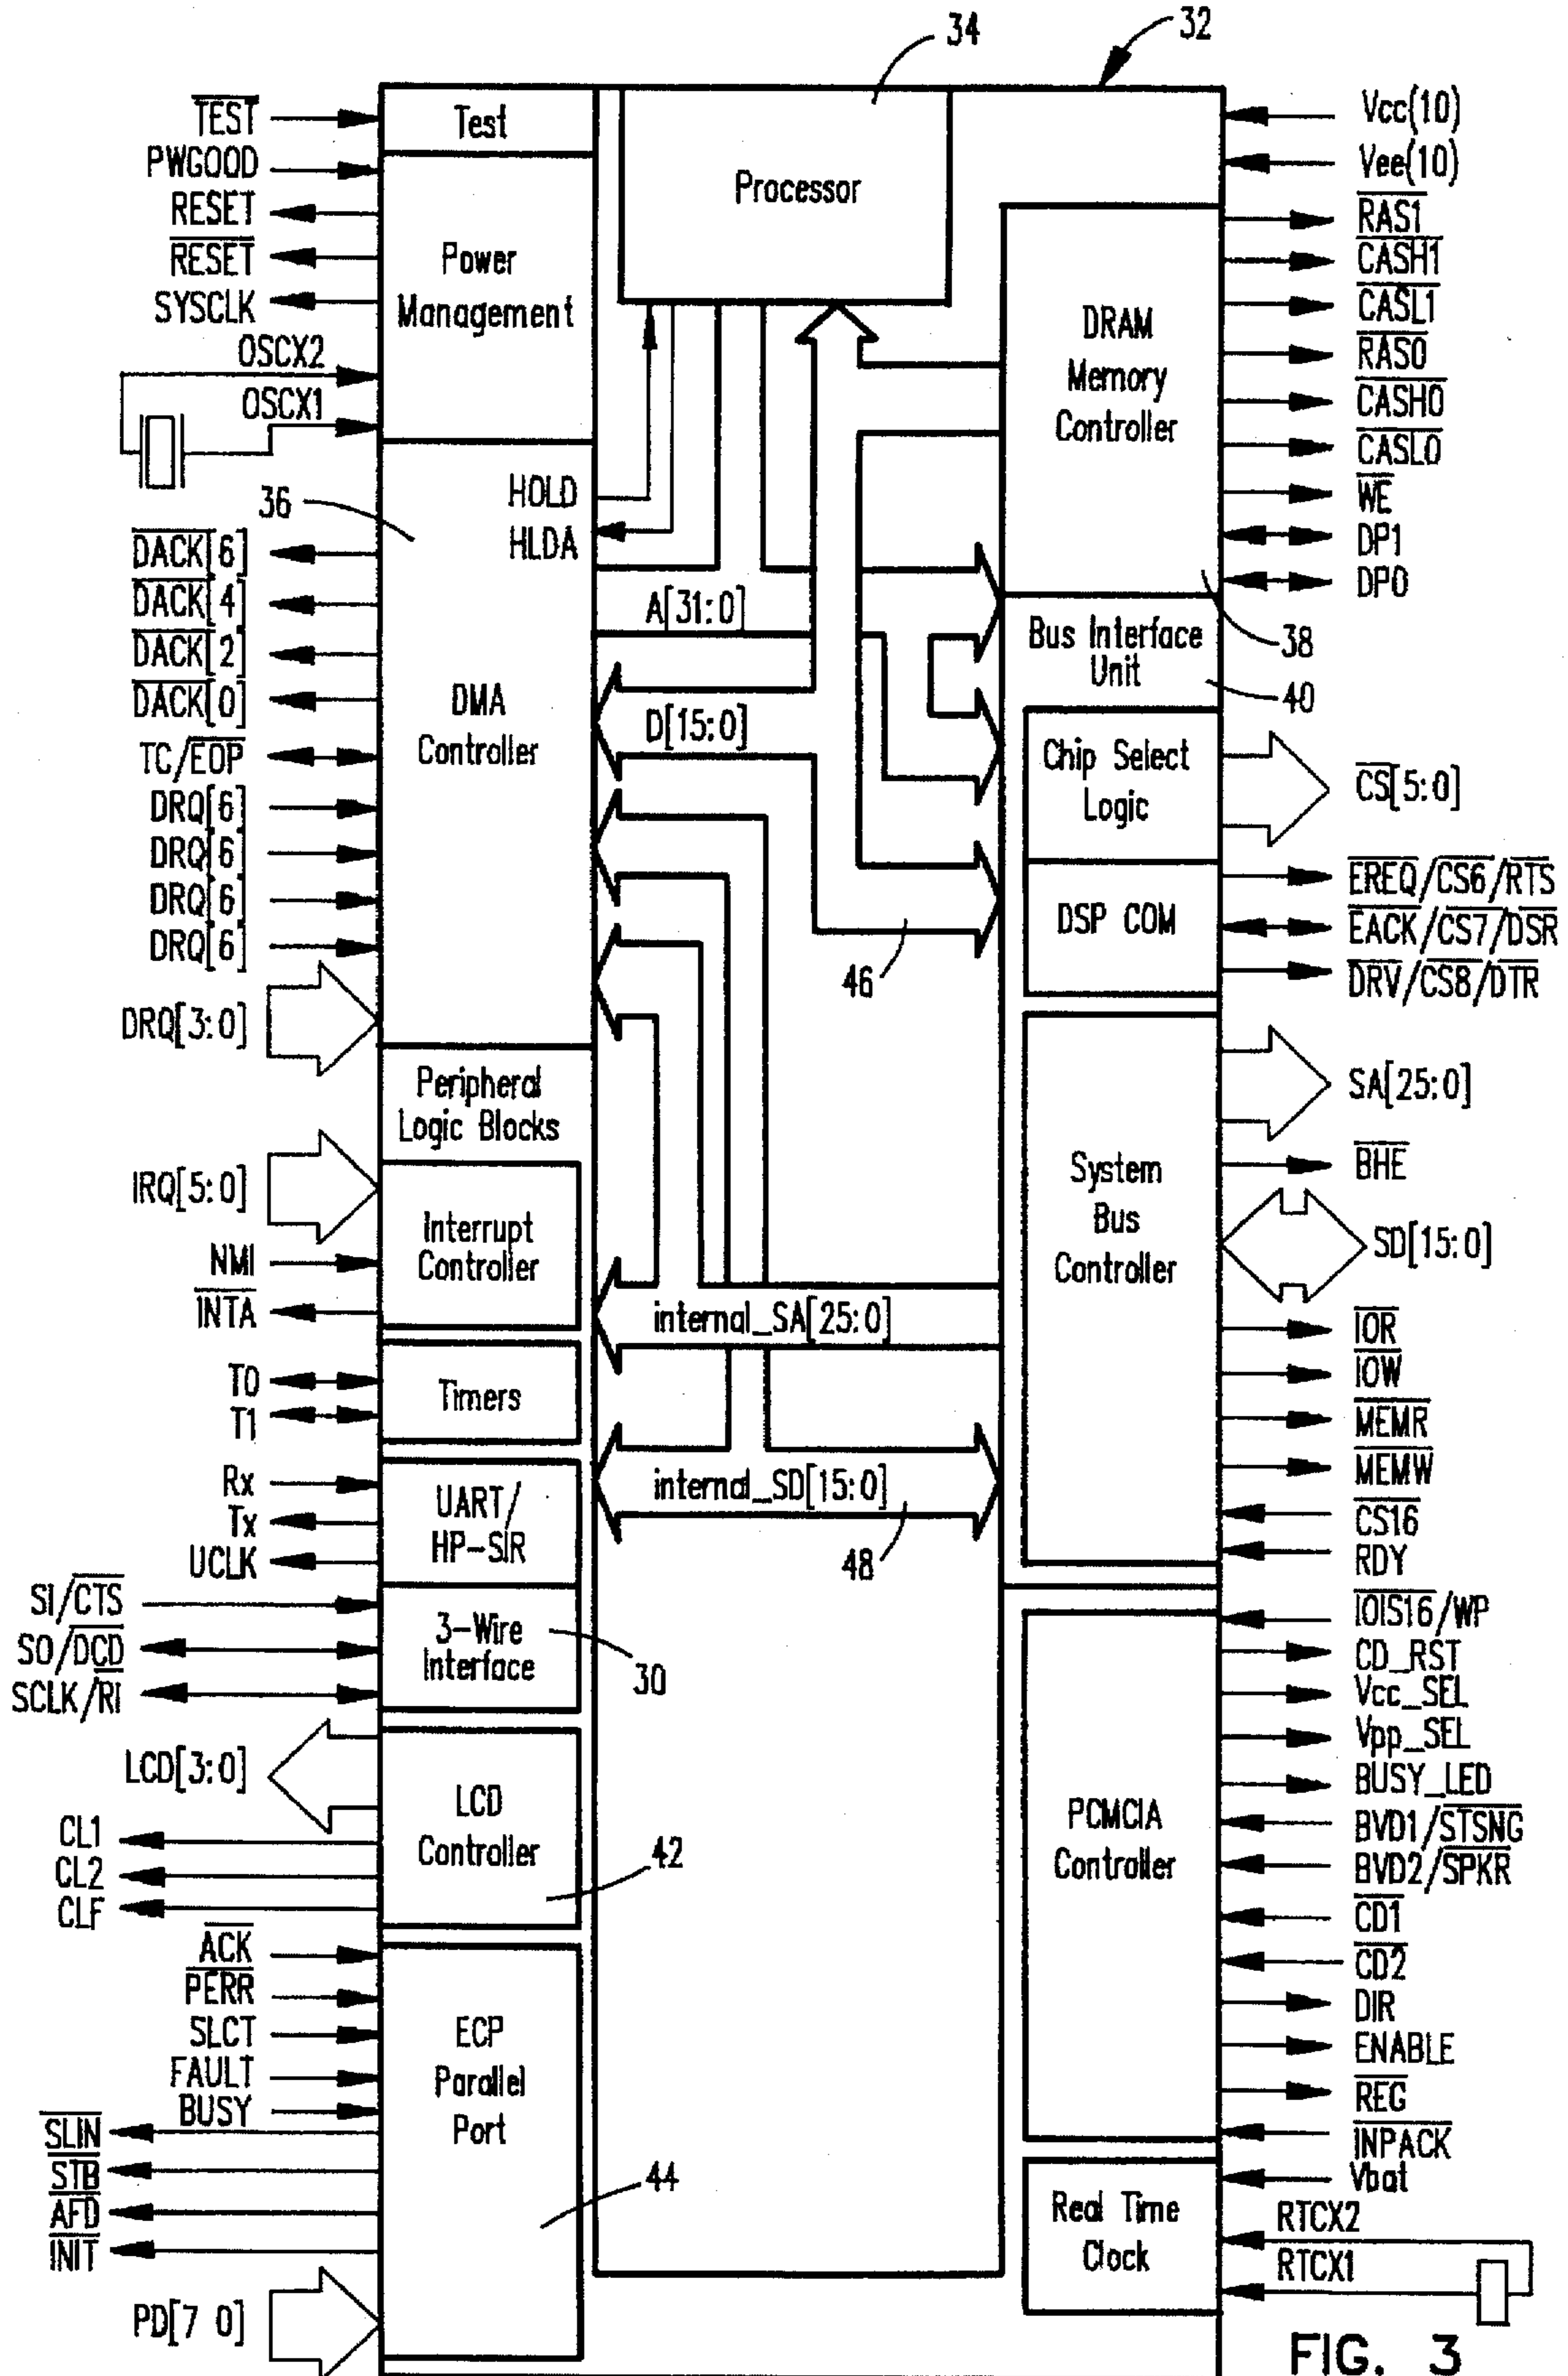 34
32
TEST
PWGOOD
RESET
RESET
SYSCLK
OSCX2
OSCX1
36
DACK[6]
DACK[4]
DACK[2]
DACK[0]
TC/EOP
DRQ[6]
DRQ[6]
DRQ[6]
DRQ[6]
DRQ[3:0]
IRQ[5:0]
NMI
INTA
T0
T1
Rx
Tx
UCLK
SI/CTS
SO/DCD
SCLK/RI
LCD[3:0]
CL1
CL2
CLF
ACK
PERR
SLCT
FAULT
BUSY
SLIN
STB
AFD
INIT
PD[7 0]
Test
Power
Management
HOLD
HLDA
DMA
Controller
Peripheral
Logic Blocks
Interrupt
Controller
Timers
UART/
HP-SIR
3-Wire
Interface
30
LCD
Controller
42
ECP
Parallel
Port
44
Processor
A[31:0]
D[15:0]
46
internal_SA[25:0]
internal_SD[15:0]
48
DRAM
Memory
Controller
38
Bus Interface
Unit
40
Chip Select
Logic
DSP COM
System
Bus
Controller
PCMCIA
Controller
Real Time
Clock
Vcc(10)
Vee(10)
RAS1
CASH1
CASL1
RAS0
CASH0
CASL0
WE
DP1
DP0
CS[5:0]
EREQ/CS6/RTS
EACK/CS7/DSR
DRV/CS8/DTR
SA[25:0]
BHE
SD[15:0]
IOR
IOW
MEMR
MEMW
CS16
RDY
IOIS16/WP
CD_RST
Vcc_SEL
Vpp_SEL
BUSY_LED
BVD1/STSNG
BVD2/SPKR
CD1
CD2
DIR
ENABLE
REG
INPACK
Vbat
RTCX2
RTCX1
FIG. 3